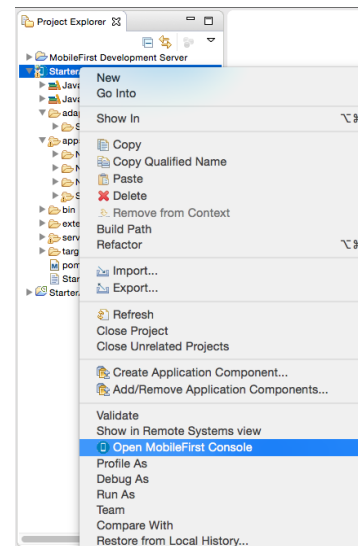 Project Explorer
MobileFirst Development Server
Starter
New
Java
Go Into
Java
adap
Show In
S
app
Copy
N
Copy Qualified Name
N
Paste
N
Delete
S
Remove from Context
bin
Build Path
exte
Refactor
serv
targ
Import...
pom
Export...
Star
Starter
Refresh
Close Project
Close Unrelated Projects
Create Application Component...
Add/Remove Application Components...
Validate
Show in Remote Systems view
Open MobileFirst Console
Profile As
Debug As
Run As
Team
Compare With
Restore from Local History...